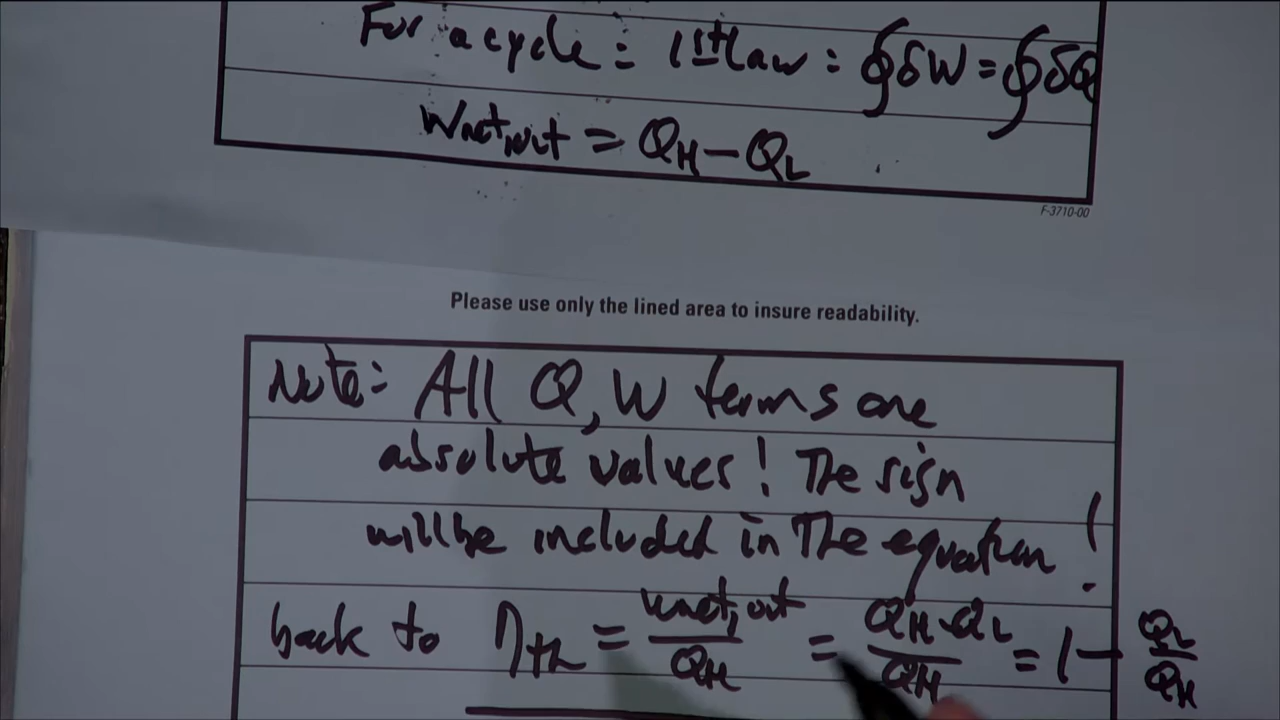 For a cycle: 1st Law: ∮δW = ∮δQ
Wnet,out = QH - QL
F-3710-00
Please use only the lined area to insure readability.
Note: All Q, W terms are
absolute values! The sign
will be included in the equation!
back to ηth = Wnet,out/QH = QH-QL/QH = 1 - QL/QH